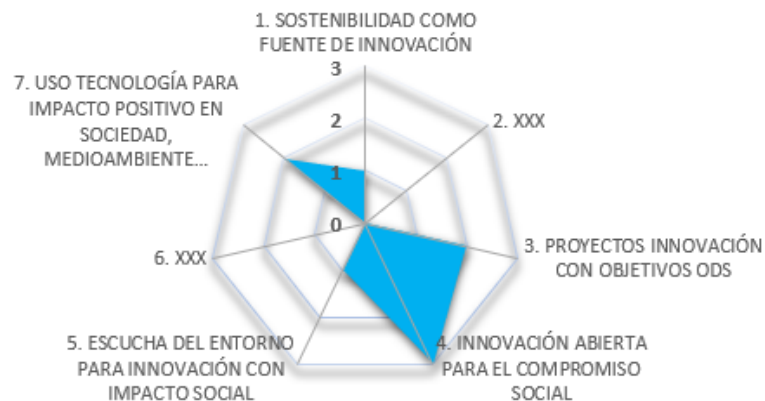 1. SOSTENIBILIDAD COMO
FUENTE DE INNOVACIÓN
3
2
1
0
2. XXX
3. PROYECTOS INNOVACIÓN
CON OBJETIVOS ODS
4. INNOVACIÓN ABIERTA
PARA EL COMPROMISO
SOCIAL
5. ESCUCHA DEL ENTORNO
PARA INNOVACIÓN CON
IMPACTO SOCIAL
6. XXX
7. USO TECNOLOGÍA PARA
IMPACTO POSITIVO EN
SOCIEDAD,
MEDIOAMBIENTE...